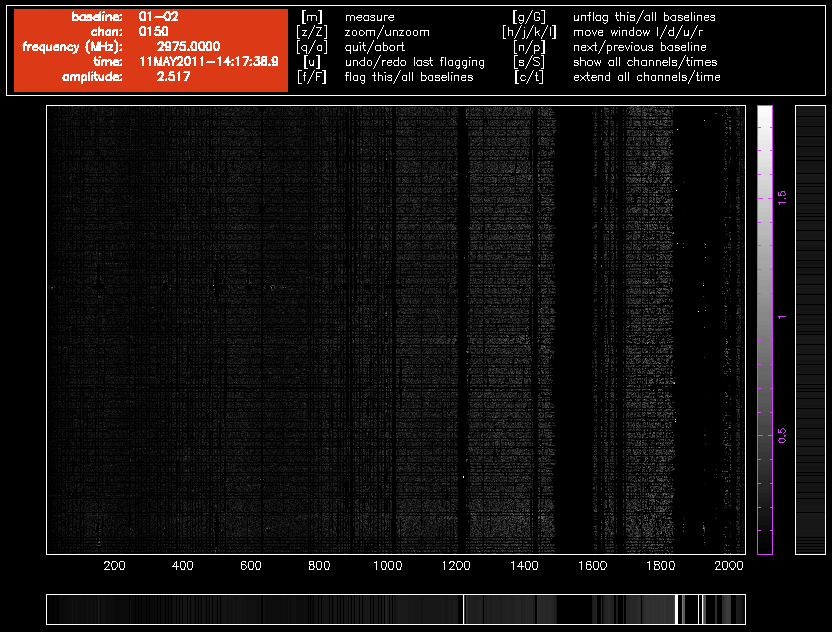 baseline: 01-02 [m] measure [g/G] unflag this/all baselines
chan: 0150 [z/Z] zoom/unzoom [h/j/k/l] move window l/d/u/r
frequency (MHz): 2975.0000 [q/a] quit/abort [n/p] next/previous baseline
time: 11MAY2011-14:17:38.9 [u] undo/redo last flagging [s/S] show all channels/times
amplitude: 2.517 [f/F] flag this/all baselines [c/t] extend all channels/time
1.5
1
0.5
200 400 600 800 1000 1200 1400 1600 1800 2000